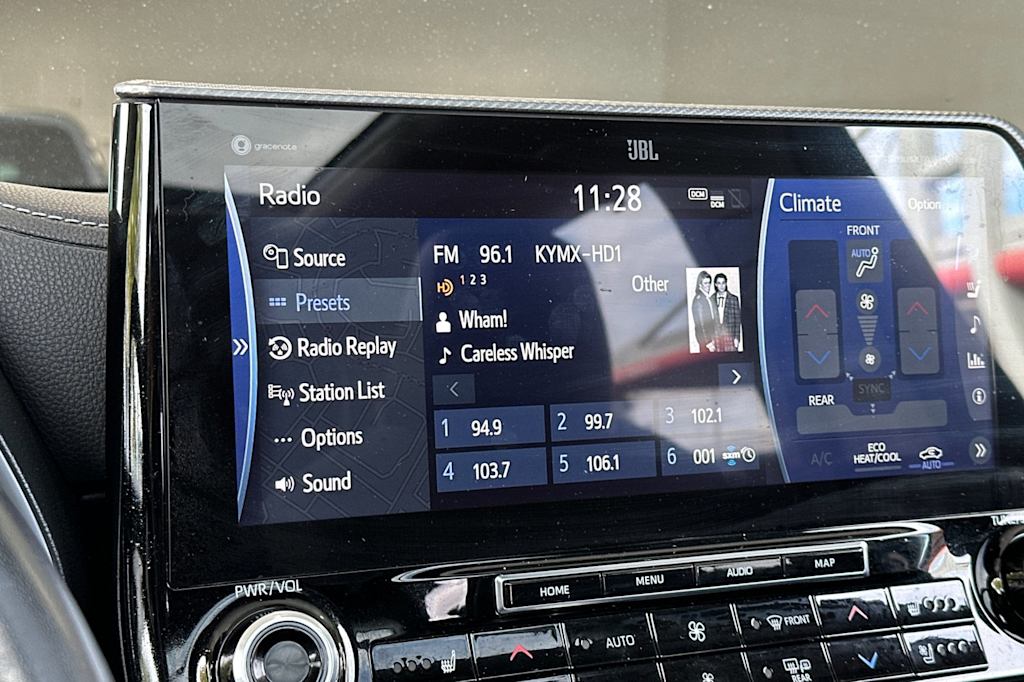 gracenote
JBL
Radio
11:28
DCM
DCM
Source
Presets
Radio Replay
Station List
Options
Sound
FM 96.1 KYMX-HD1
HD 1 2 3
Other
Wham!
Careless Whisper
1 94.9
2 99.7
3 102.1
4 103.7
5 106.1
6 001 sxm
Climate
Option
FRONT
AUTO
SYNC
REAR
A/C
ECO
HEAT/COOL
AUTO
PWR/VOL
HOME
MENU
AUDIO
MAP
AUTO
FRONT
REAR